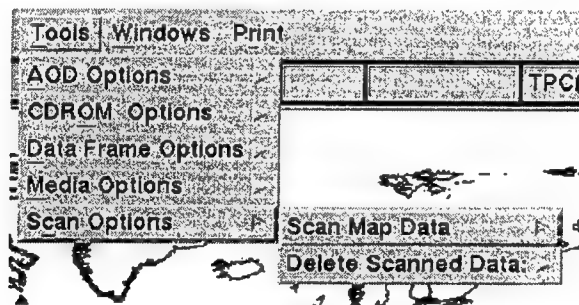 Tools Windows Print
AOD Options
CDROM Options
TPC
Data Frame Options
Media Options
Scan Options
Scan Map Data
Delete Scanned Data